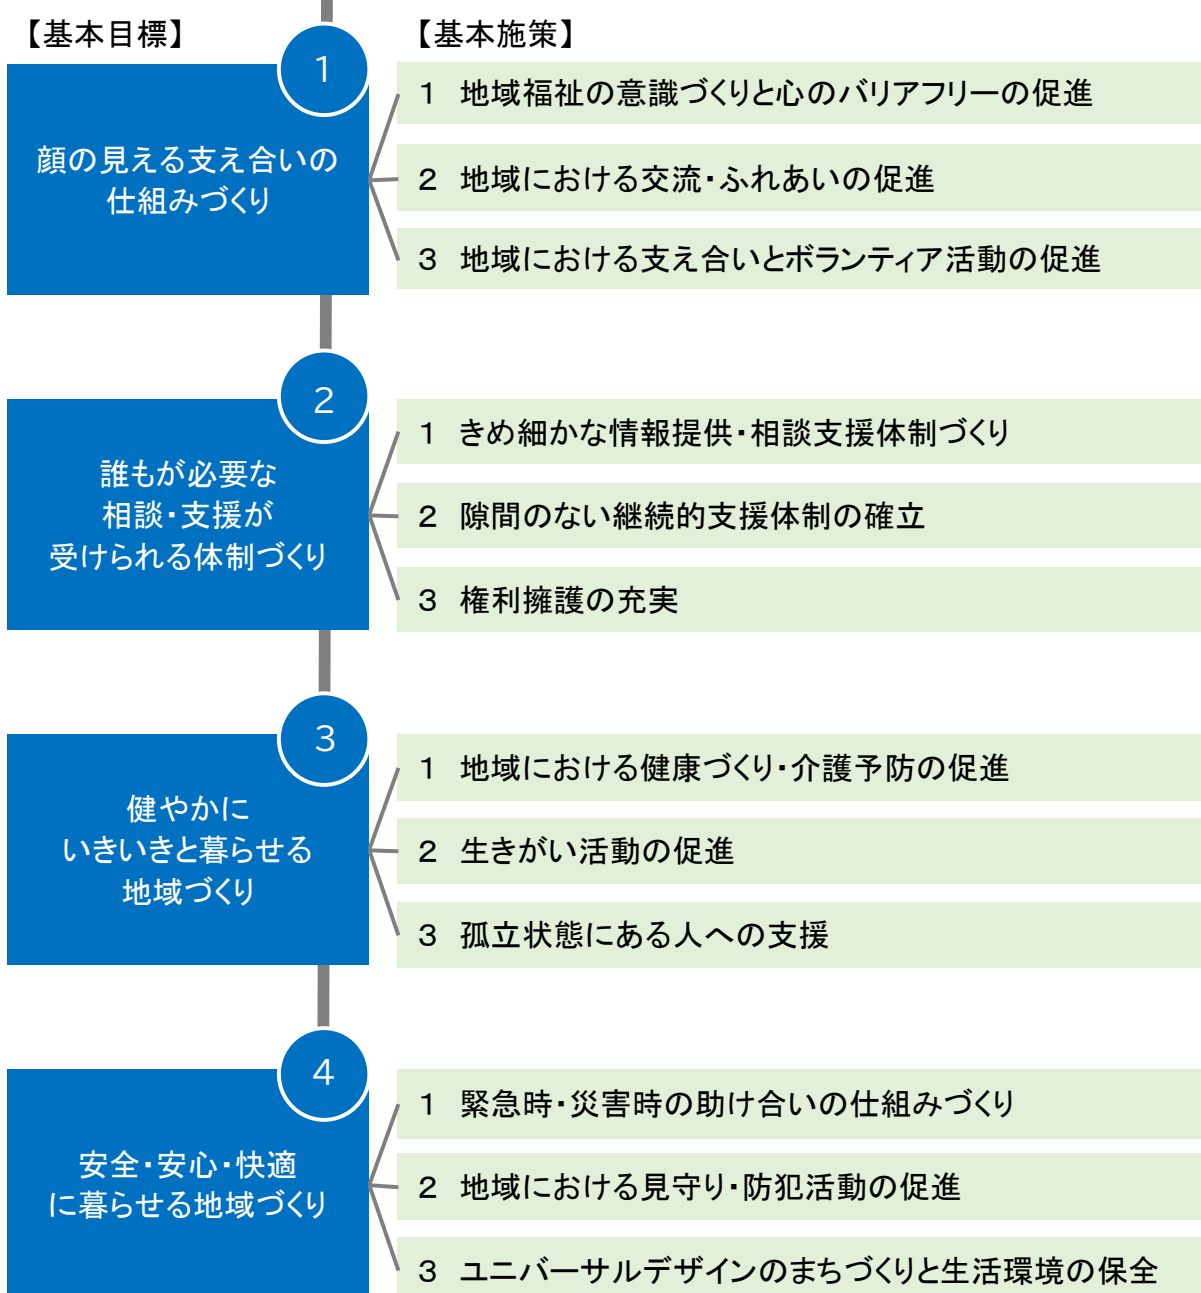 【基本目標】
【基本施策】
1
顔の見える支え合いの
仕組みづくり
1 地域福祉の意識づくりと心のバリアフリーの促進
2 地域における交流・ふれあいの促進
3 地域における支え合いとボランティア活動の促進
2
誰もが必要な
相談・支援が
受けられる体制づくり
1 きめ細かな情報提供・相談支援体制づくり
2 隙間のない継続的支援体制の確立
3 権利擁護の充実
3
健やかに
いきいきと暮らせる
地域づくり
1 地域における健康づくり・介護予防の促進
2 生きがい活動の促進
3 孤立状態にある人への支援
4
安全・安心・快適
に暮らせる地域づくり
1 緊急時・災害時の助け合いの仕組みづくり
2 地域における見守り・防犯活動の促進
3 ユニバーサルデザインのまちづくりと生活環境の保全